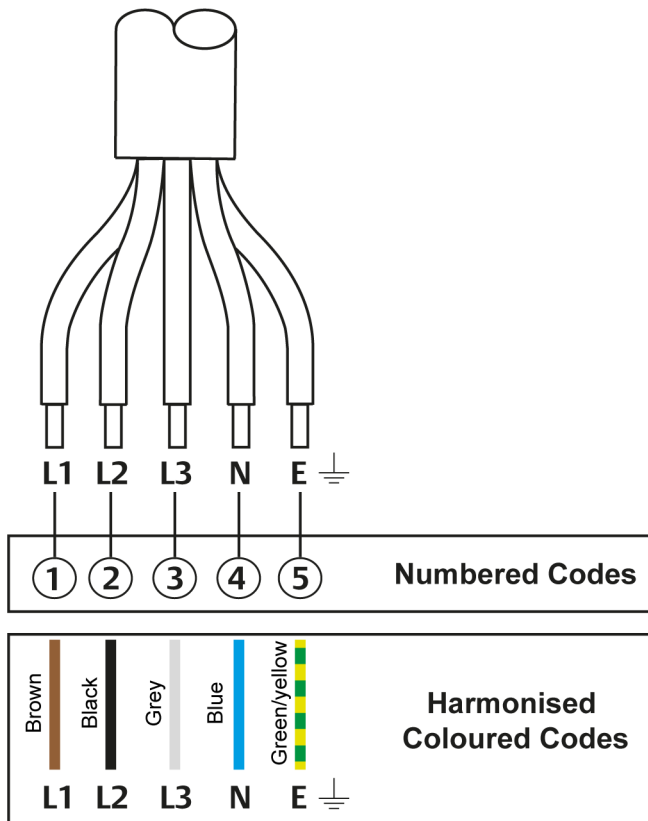 L1 L2 L3 N E
1 2 3 4 5 Numbered Codes
Brown Black Grey Blue Green/yellow
Harmonised
Coloured Codes
L1 L2 L3 N E